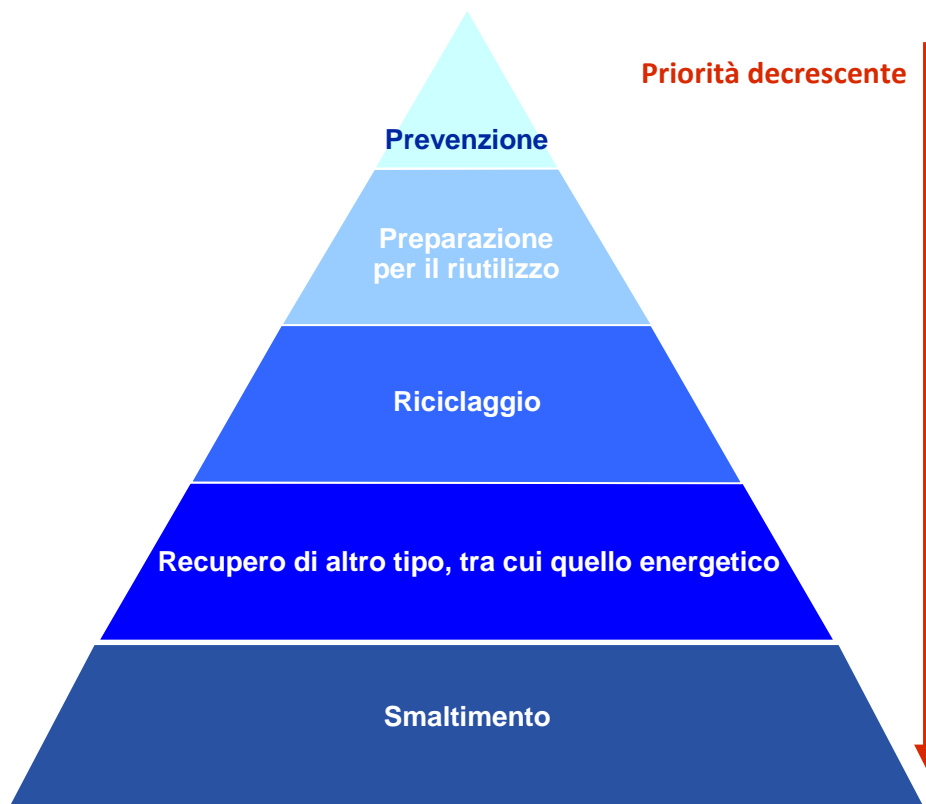 Priorità decrescente
Prevenzione
Preparazione
per il riutilizzo
Riciclaggio
Recupero di altro tipo, tra cui quello energetico
Smaltimento